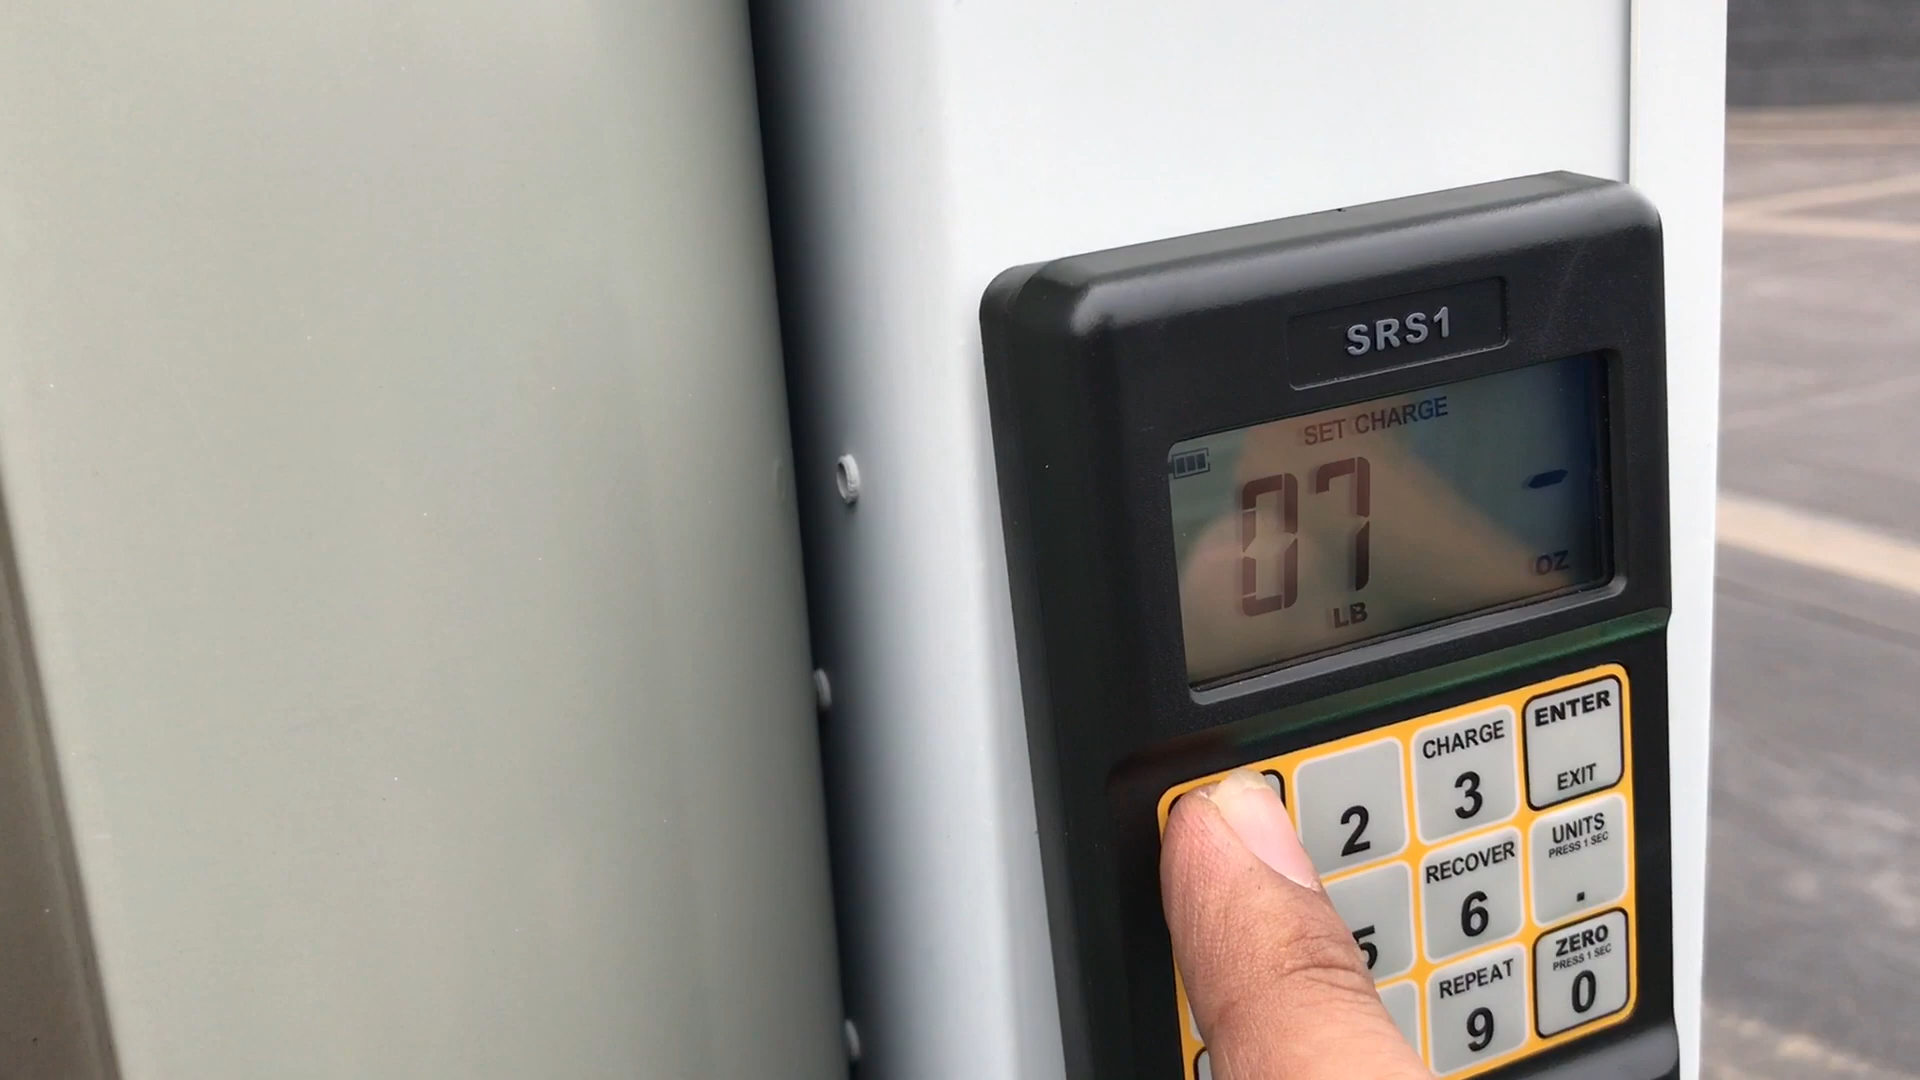 SRS1
SET CHARGE
07
-
LB
OZ
2
CHARGE
3
ENTER
EXIT
5
RECOVER
6
UNITS
PRESS 1 SEC
.
REPEAT
9
ZERO
PRESS 1 SEC
0